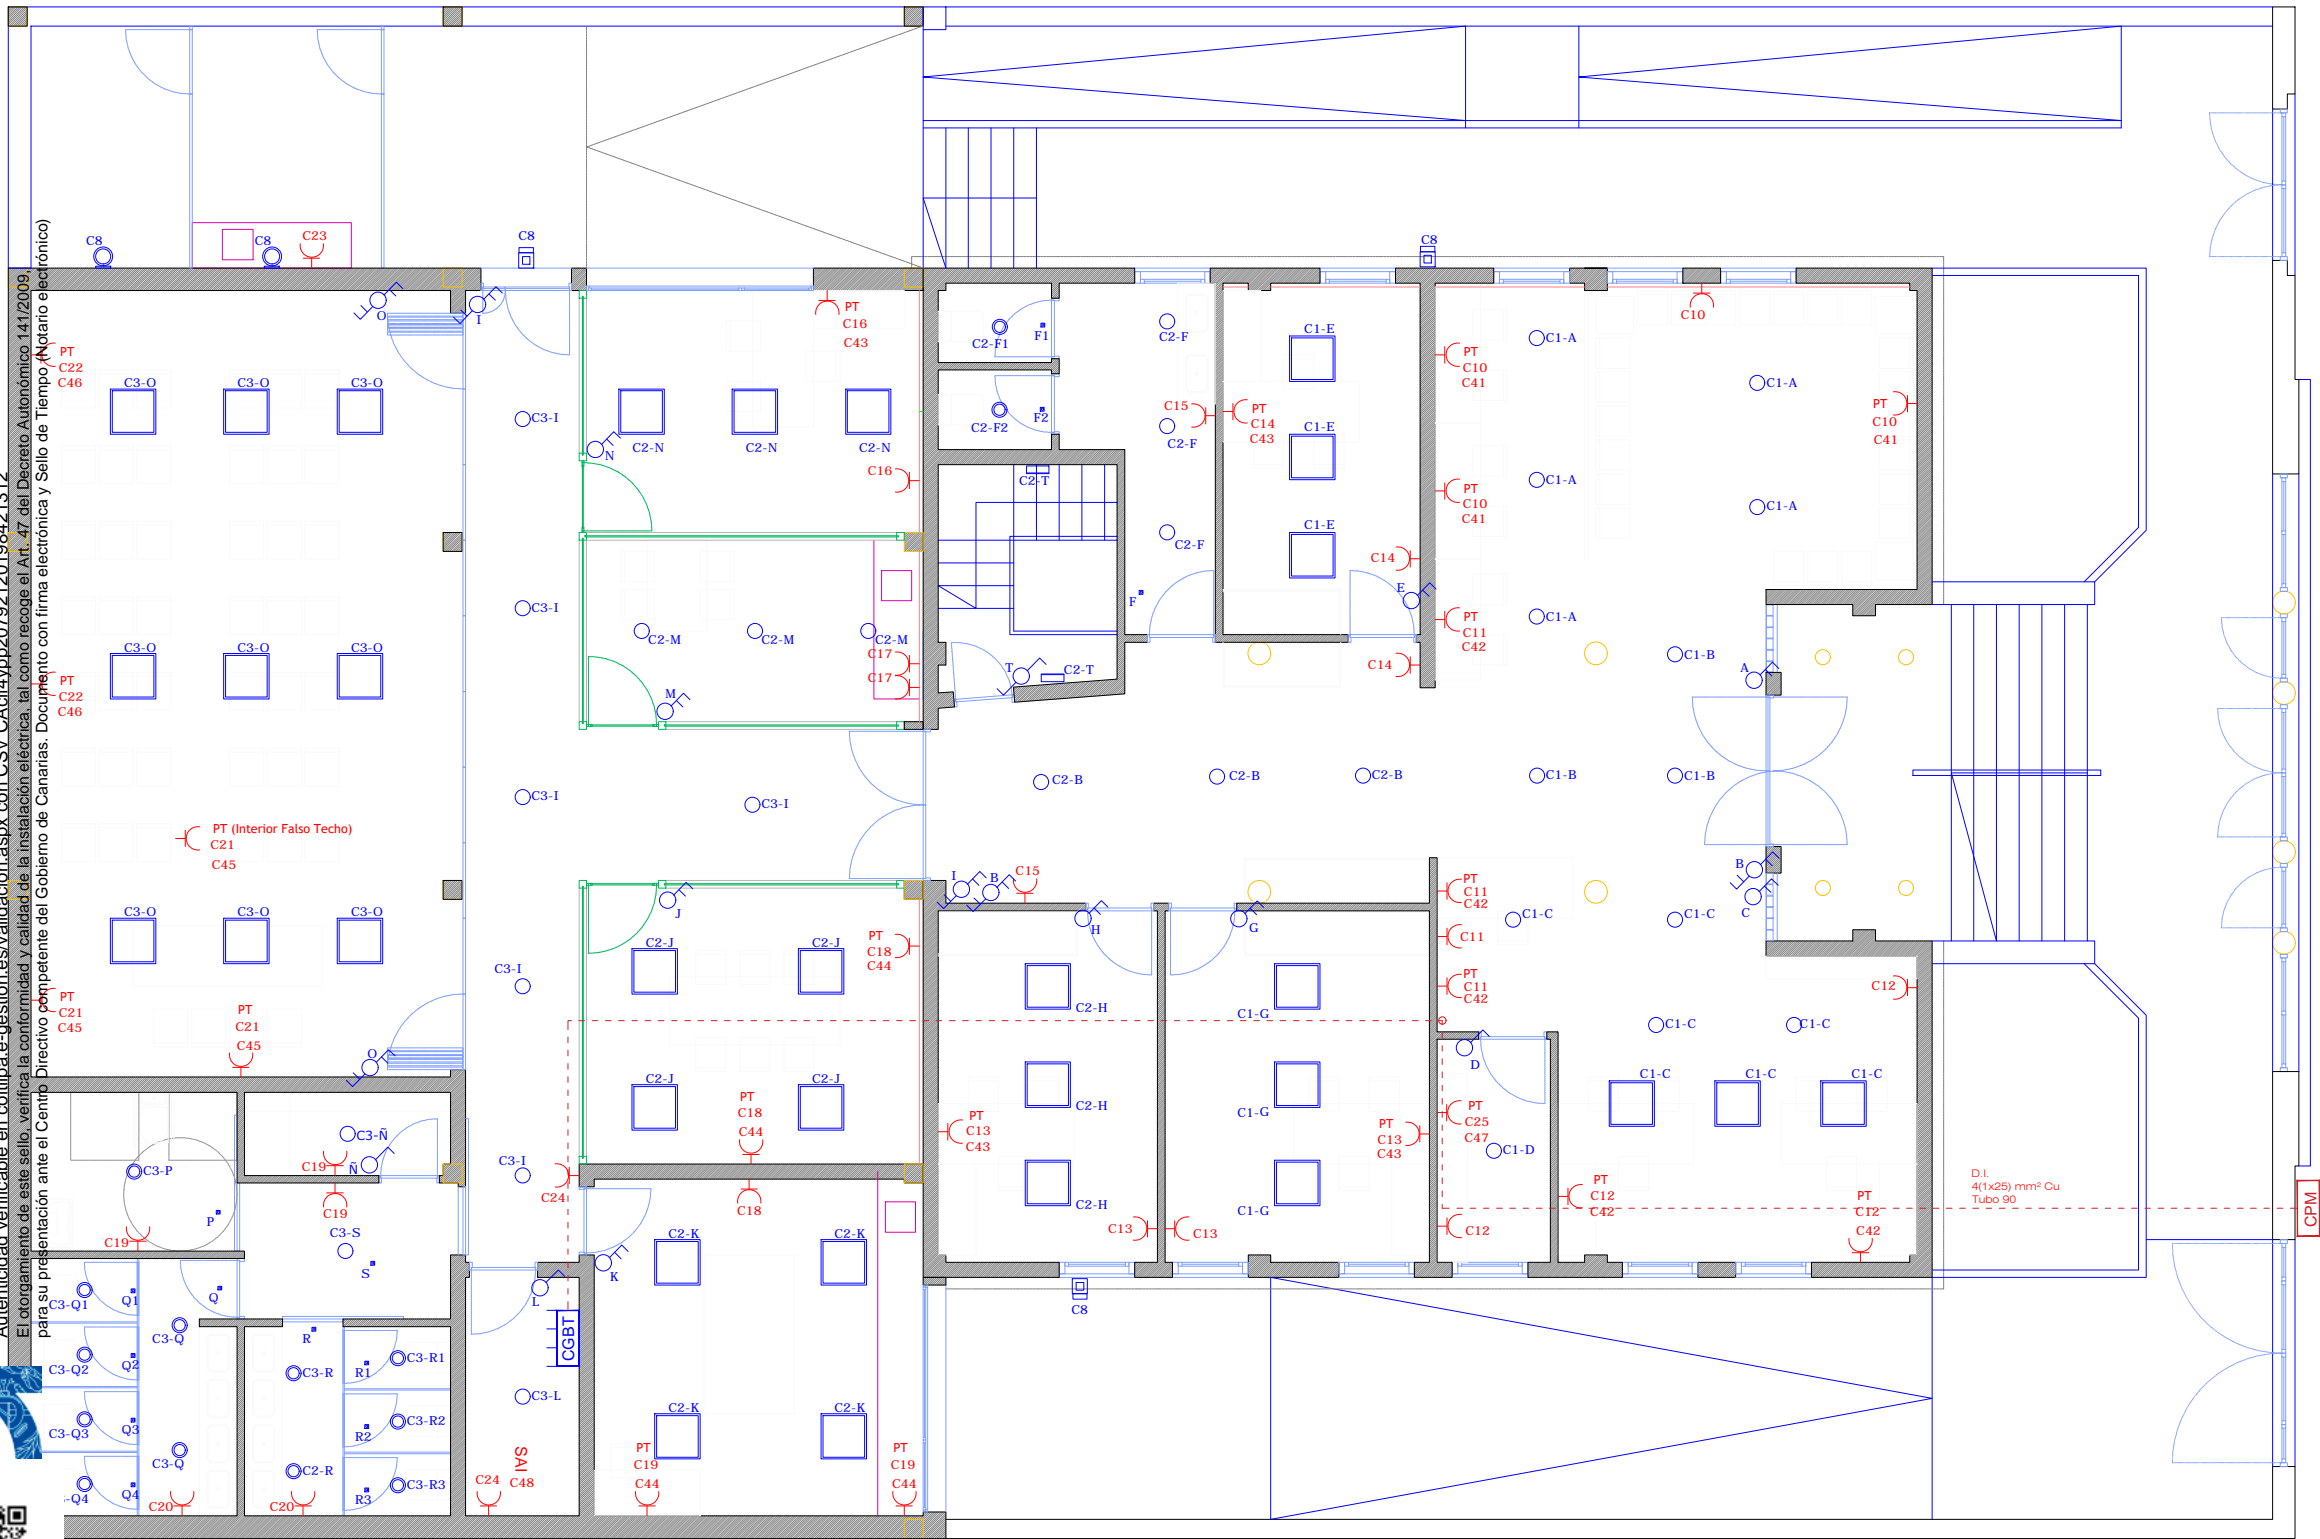 Autenticidad verificable en
El otorgamiento de este sello, verifica la conformidad y calidad de la instalación eléctrica, tal como recoge el Art. 47 del Decreto Autonómico 141/2009,
para su presentación ante el Centro Directivo competente del Gobierno de Canarias. Documento con firma electrónica y Sello de Tiempo (Notario electrónico)
C8
C8
C23
C8
C8
O
I
PT
C22
C46
C3-O
C3-O
C3-O
C3-I
N
C2-N
C2-N
C2-N
PT
C16
C43
C16
C2-F1
F1
C2-F2
F2
C2-F
C2-F
C2-F
F
C15
PT
C14
C43
C1-E
C1-E
C1-E
C14
E
C14
PT
C10
C41
PT
C10
C41
PT
C11
C42
C10
C1-A
C1-A
C1-A
C1-A
C1-A
PT
C10
C41
C2-T
T
C2-T
C3-I
C2-M
C2-M
C2-M
C17
C17
M
C3-O
C3-O
C3-O
PT
C22
C46
C1-B
A
C3-I
C3-I
C2-B
C2-B
C2-B
C1-B
C1-B
PT (Interior Falso Techo)
C21
C45
I
B
C15
B
C
H
G
J
C3-O
C3-O
C3-O
PT
C11
C42
C11
PT
C11
C42
C1-C
C1-C
C12
C3-I
C2-J
C2-J
PT
C18
C44
C2-H
C1-G
C1-C
C1-C
PT
C21
C45
PT
C21
C45
O
D
C1-C
C1-C
C1-C
C2-J
C2-J
PT
C18
C44
C2-H
C1-G
PT
C13
C43
PT
C13
C43
PT
C25
C47
C1-D
C3-Ñ
Ñ
C19
C3-P
P
C19
C19
C3-S
S
C3-I
C24
C18
C2-H
C1-G
C13
C13
C12
PT
C12
C42
PT
C12
C42
D.I.
4(1x25) mm² Cu
Tubo 90
CPM
C2-K
C2-K
K
L
CGBT
C8
C3-Q1
Q1
Q
C3-Q
R
C3-Q2
Q2
C3-R
R1
C3-R1
C3-L
C3-Q3
Q3
R2
C3-R2
C2-K
C2-K
C3-Q
C2-R
-Q4
Q4
R3
C3-R3
C20
C20
C24
SAI
C48
PT
C19
C44
PT
C19
C44